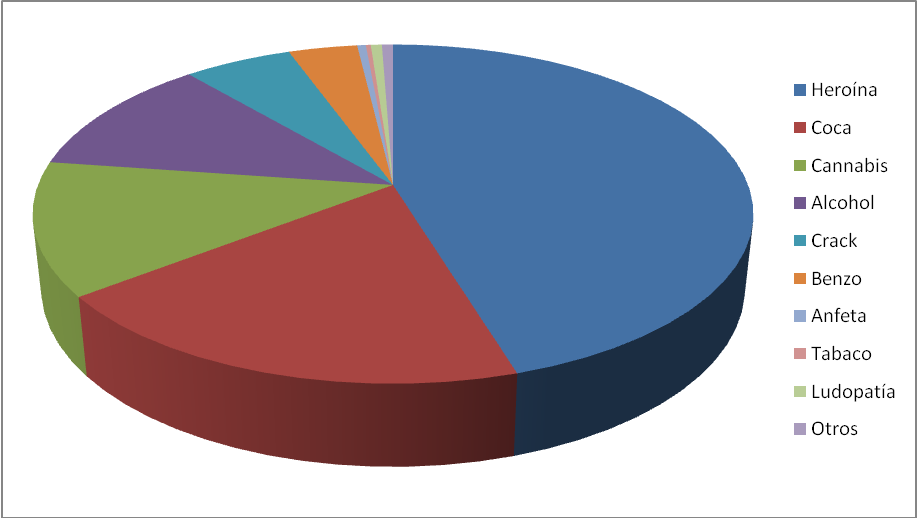 Heroína
Coca
Cannabis
Alcohol
Crack
Benzo
Anfeta
Tabaco
Ludopatía
Otros